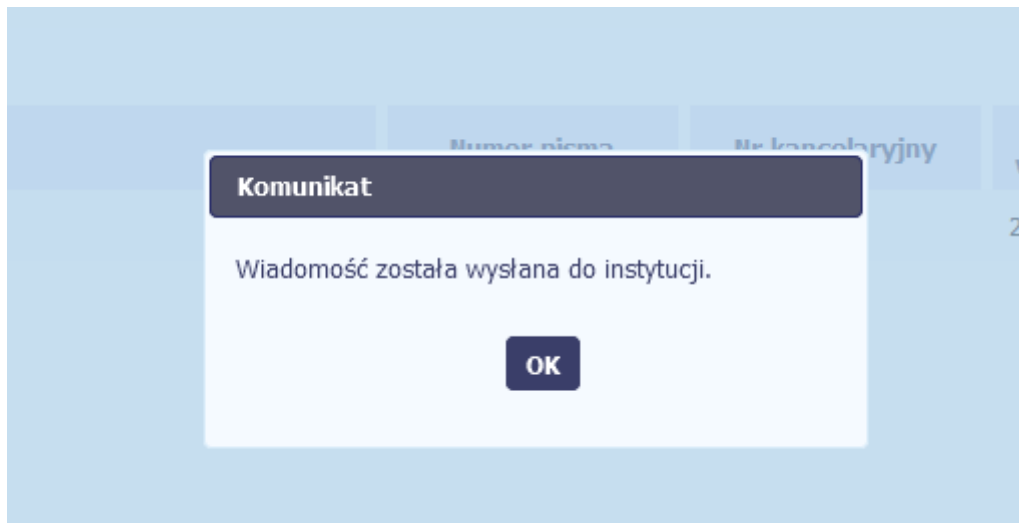 Numer pisma
Nr kancelaryjny
Komunikat
Wiadomość została wysłana do instytucji.
OK